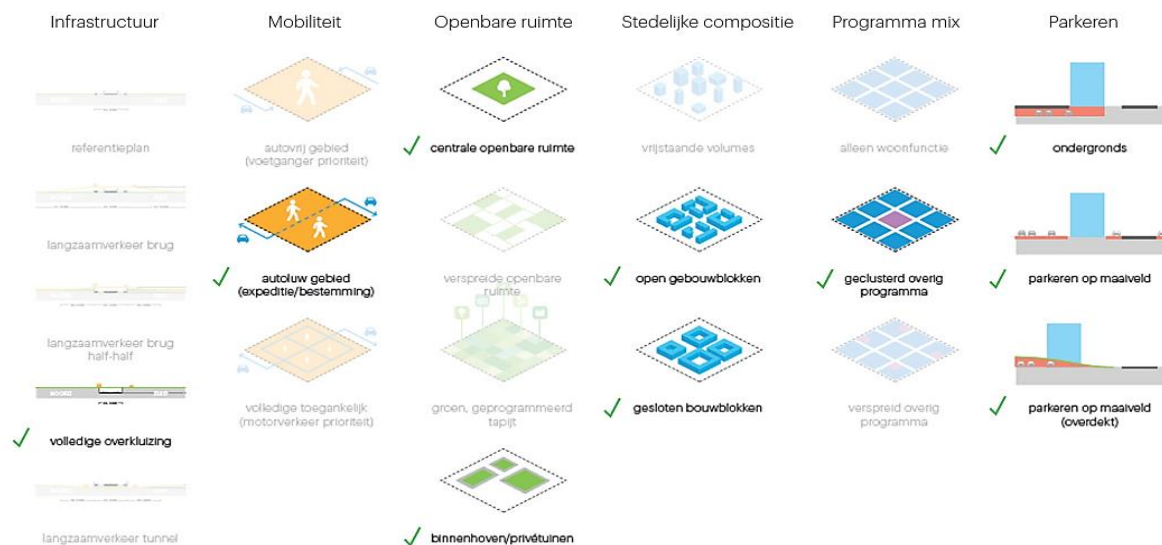 Infrastructuur
Mobiliteit
Openbare ruimte
Stedelijke compositie
Programma mix
Parkeren
referentieplan
autovrij gebied
(voetganger prioriteit)
centrale openbare ruimte
vrijstaande volumes
alleen woonfunctie
ondergronds
langzaamverkeer brug
autoluw gebied
(expeditie/bestemming)
verspreide openbare
ruimte
open gebouwblokken
geclusterd overig
programma
parkeren op maaiveld
langzaamverkeer brug
half-half
volledige toegankelijk
(motorverkeer prioriteit)
groen, geprogrammeerd
tapijt
gesloten bouwblokken
verspreid overig
programma
parkeren op maaiveld
(overdekt)
NOORD
ZUID
volledige overkluizing
langzaamverkeer tunnel
binnenhoven/privétuinen